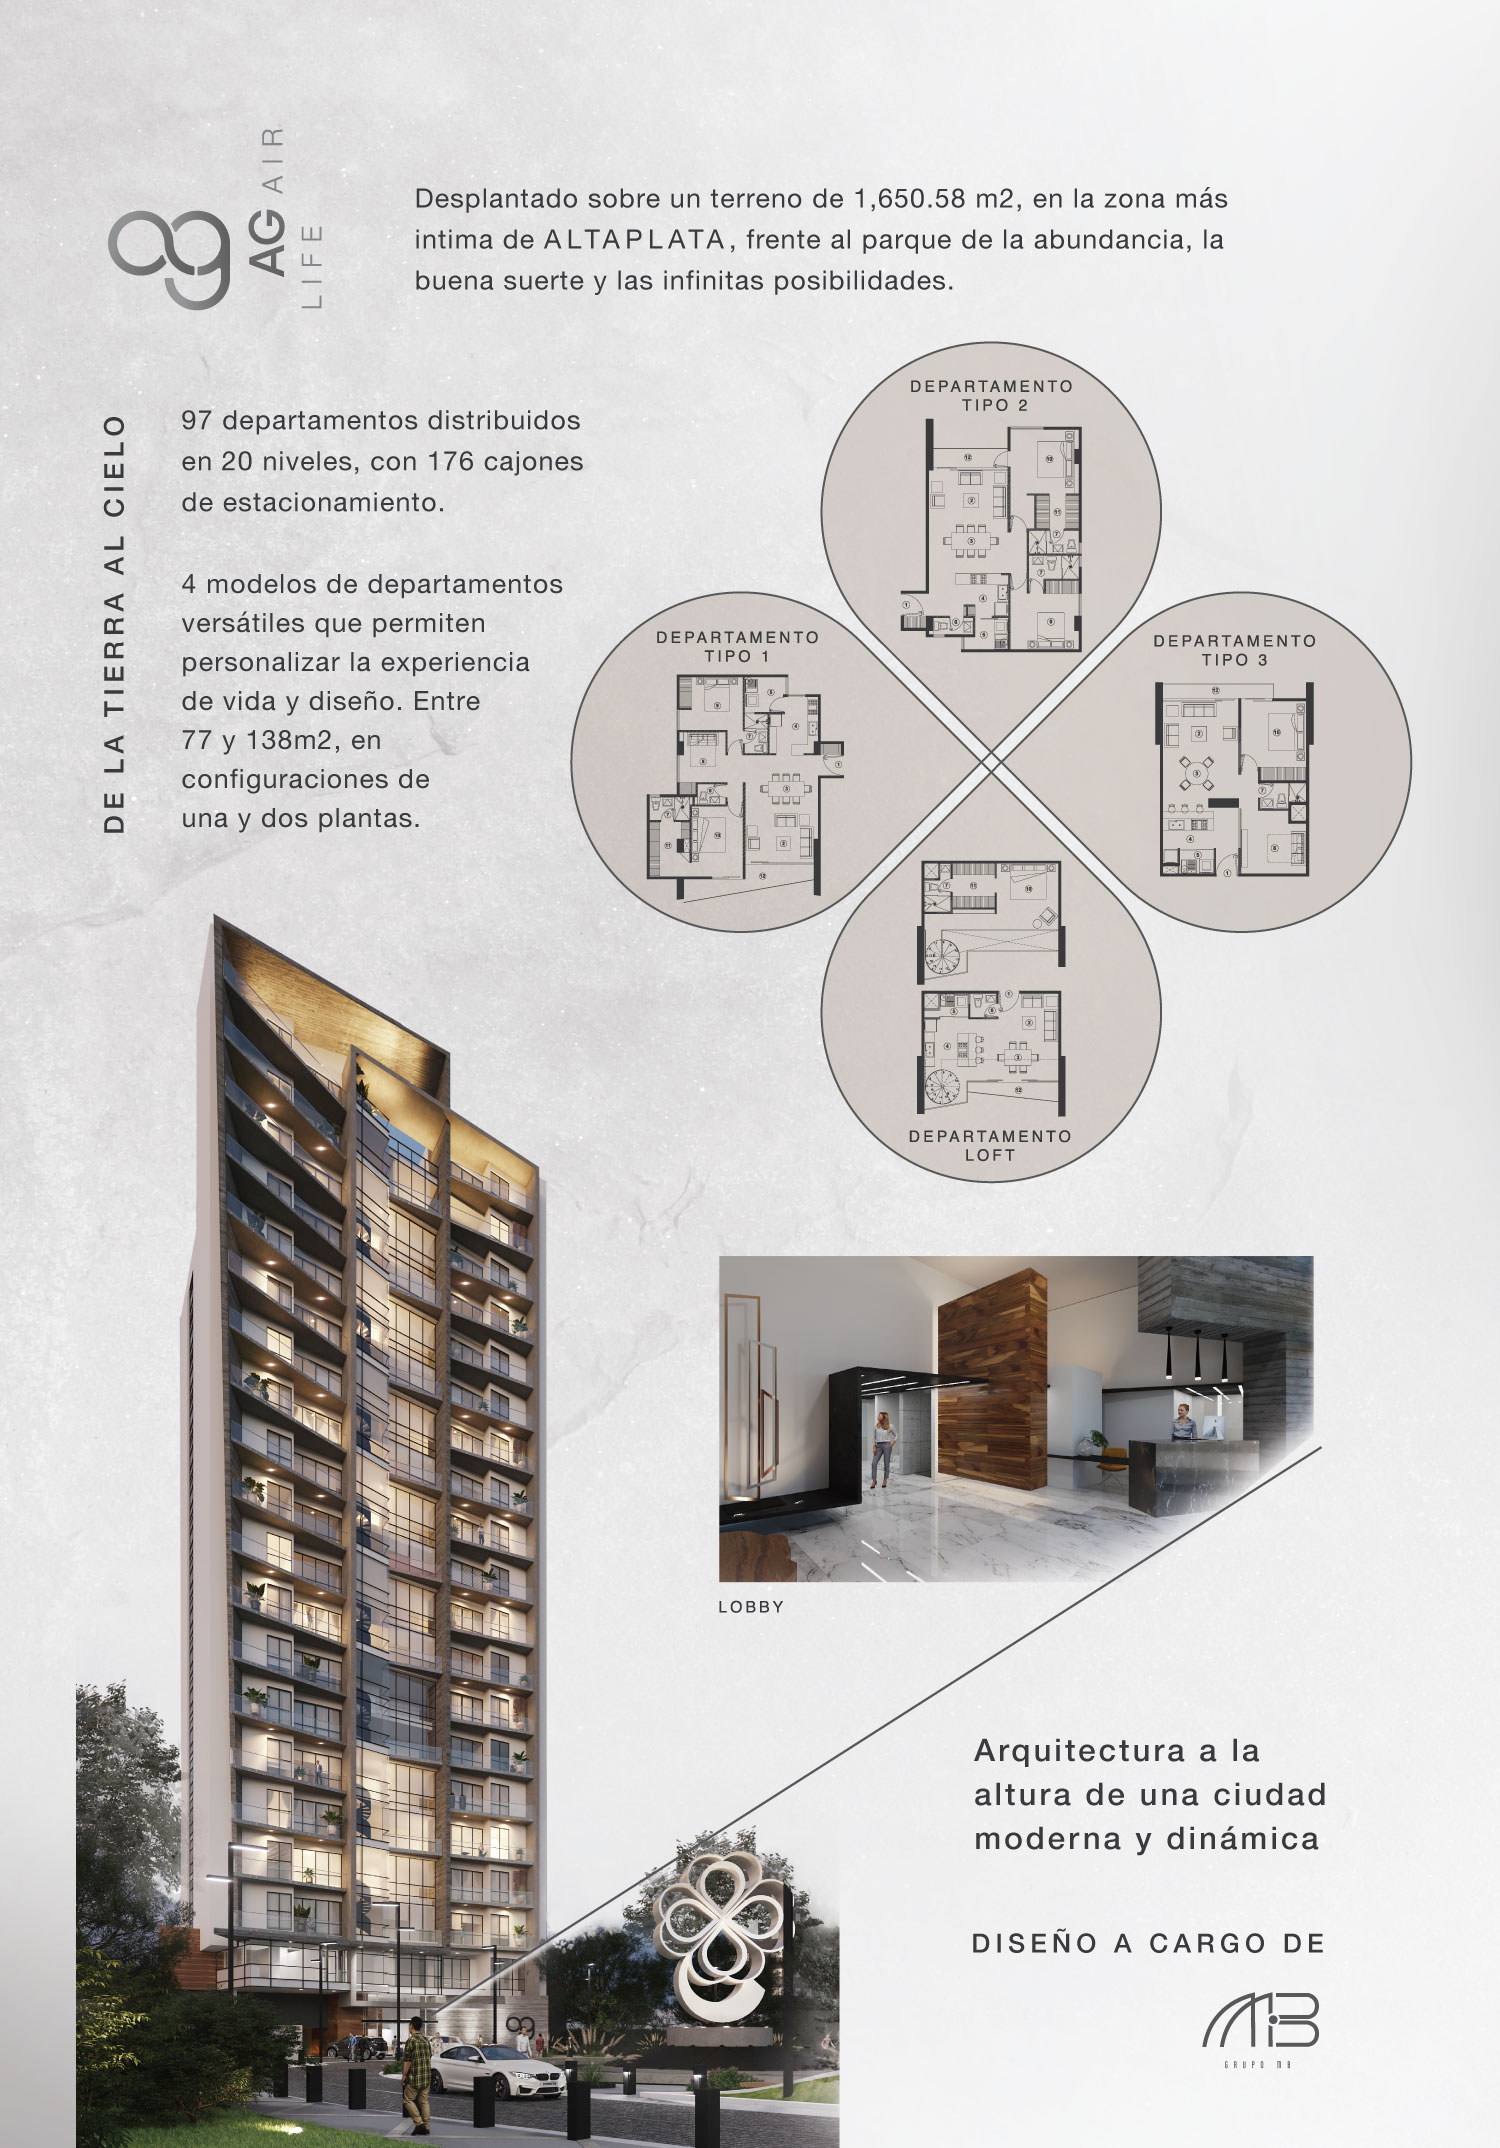 AG AIR
LIFE
Desplantado sobre un terreno de 1,650.58 m2, en la zona más
intima de ALTAPLATA, frente al parque de la abundancia, la
buena suerte y las infinitas posibilidades.
DE LA TIERRA AL CIELO
97 departamentos distribuidos
en 20 niveles, con 176 cajones
de estacionamiento.
4 modelos de departamentos
versátiles que permiten
personalizar la experiencia
de vida y diseño. Entre
77 y 138m2, en
configuraciones de
una y dos plantas.
DEPARTAMENTO
TIPO 2
DEPARTAMENTO
TIPO 1
DEPARTAMENTO
TIPO 3
DEPARTAMENTO
LOFT
LOBBY
Arquitectura a la
altura de una ciudad
moderna y dinámica
DISEÑO A CARGO DE
GRUPO MB